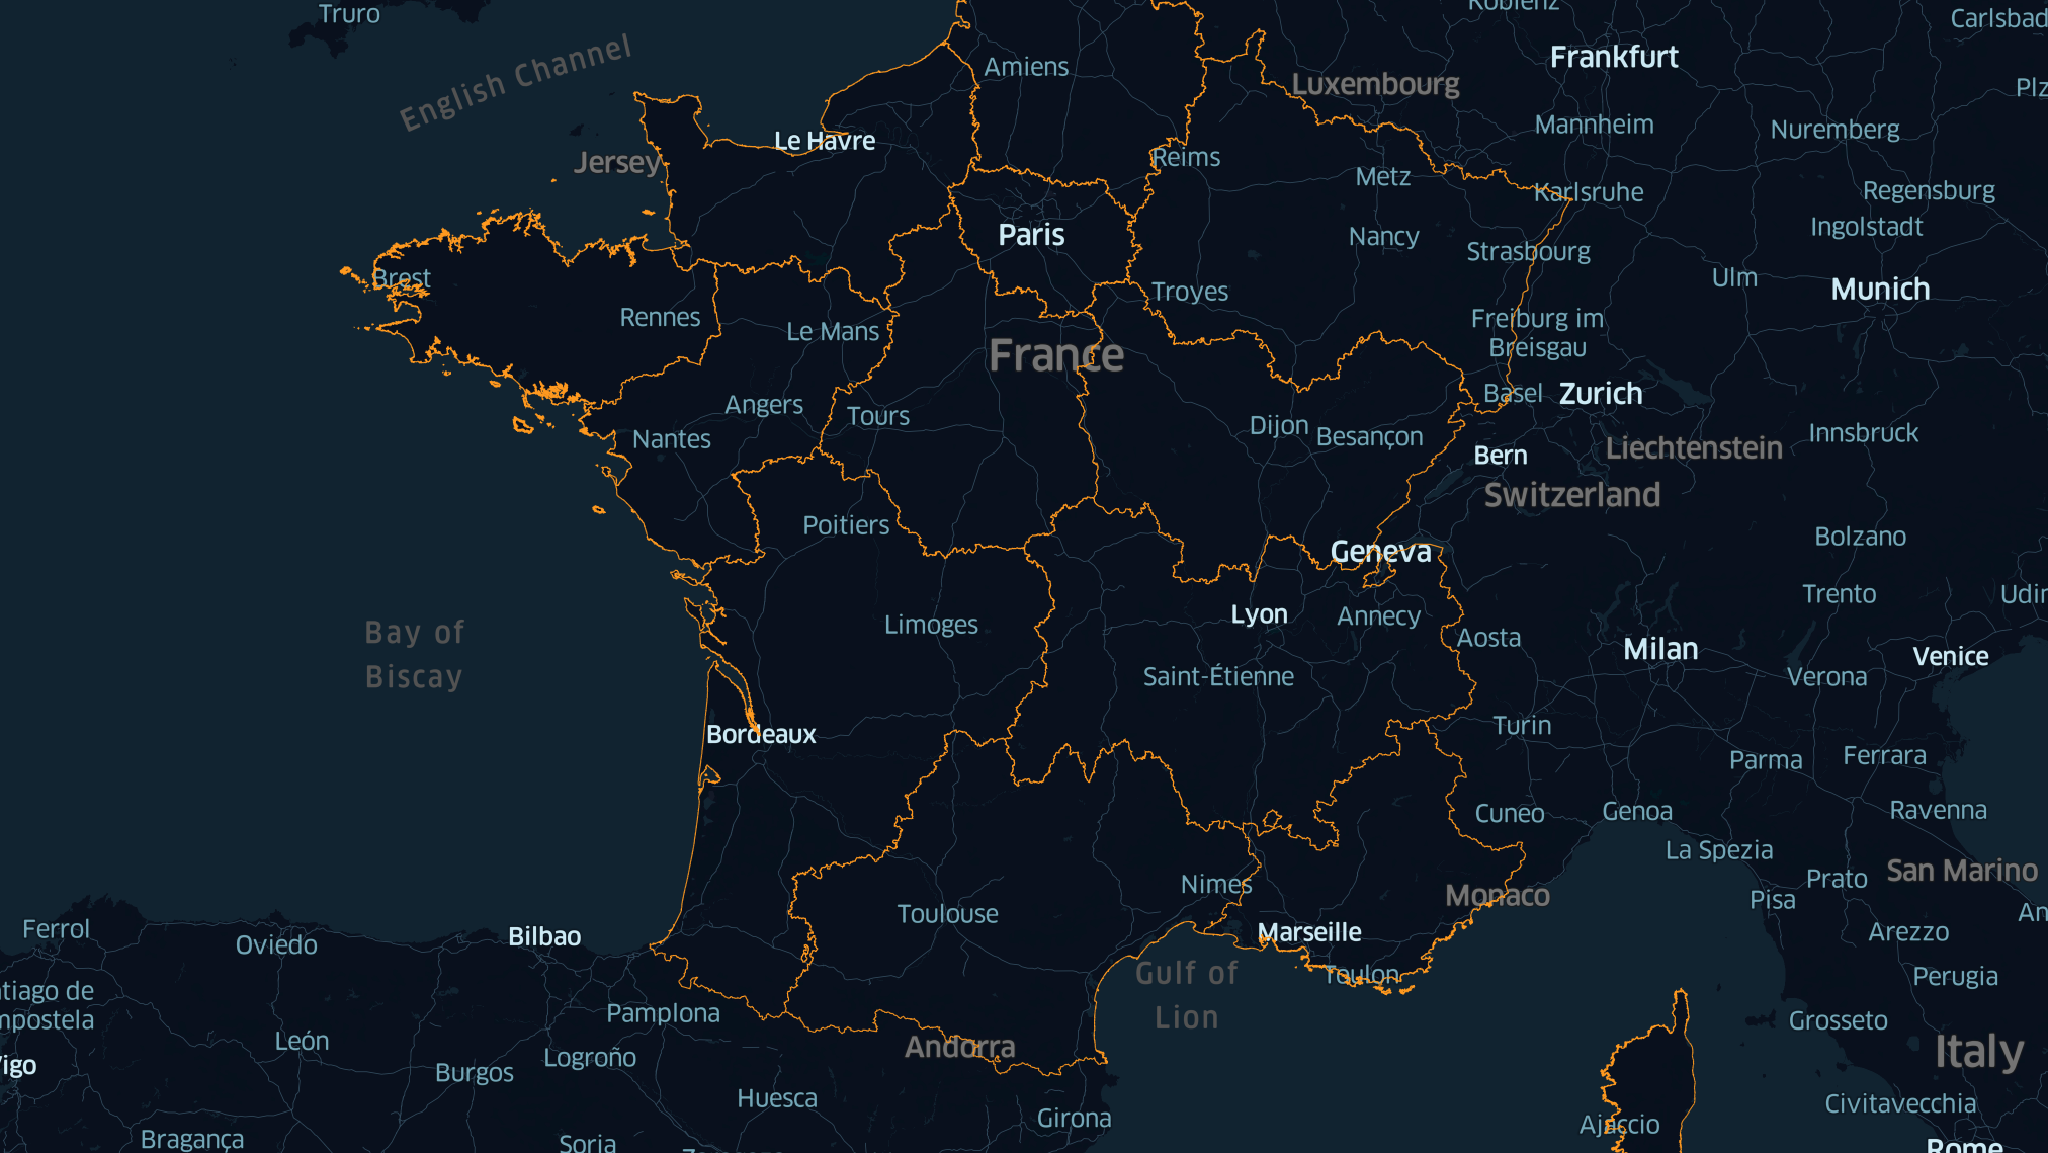 Truro
English Channel
Amiens
Koblenz
Frankfurt
Carlsbad
Luxembourg
Le Havre
Jersey
Reims
Metz
Mannheim
Nuremberg
Karlsruhe
Regensburg
Paris
Nancy
Strasbourg
Ingolstadt
Brest
Rennes
Le Mans
Troyes
Ulm
Munich
Freiburg im
Breisgau
France
Angers
Tours
Nantes
Dijon
Besançon
Basel
Zurich
Bern
Liechtenstein
Innsbruck
Switzerland
Poitiers
Geneva
Bolzano
Limoges
Lyon
Annecy
Aosta
Trento
Udin
Bay of
Biscay
Saint-Étienne
Milan
Venice
Verona
Bordeaux
Turin
Parma
Ferrara
Cuneo
Genoa
Ravenna
La Spezia
San Marino
Prato
Pisa
Nimes
Monaco
Toulouse
Marseille
Toulon
Arezzo
An
Ferrol
Oviedo
Bilbao
Gulf of
Lion
Perugia
tiago de
mpostela
Pamplona
Grosseto
León
Logroño
Andorra
Italy
Vigo
Burgos
Huesca
Girona
Ajaccio
Civitavecchia
Bragança
Soria
Rome
Plz